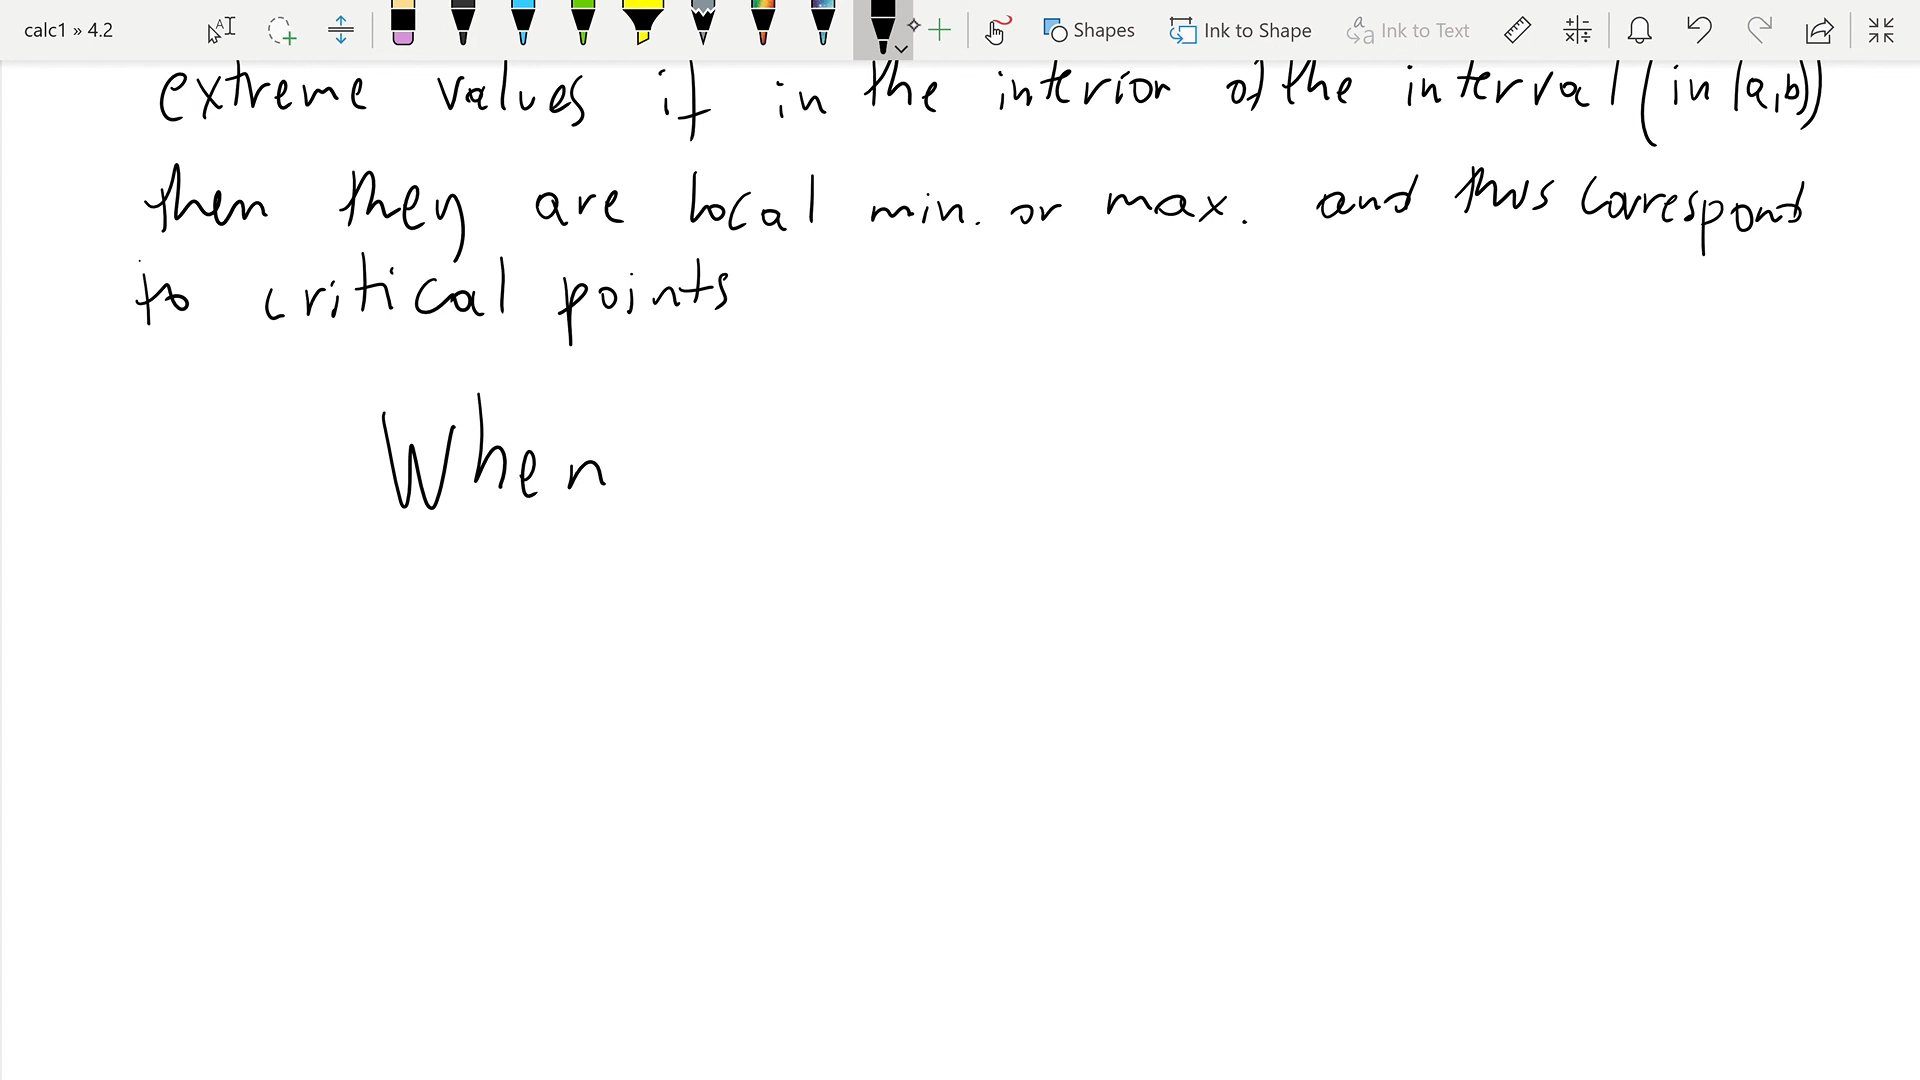 calc1 » 4.2 Shapes Ink to Shape Ink to Text
extreme values if in the interior of the interval (in (a,b))
then they are local min. or max. and thus correspond
to critical points
When